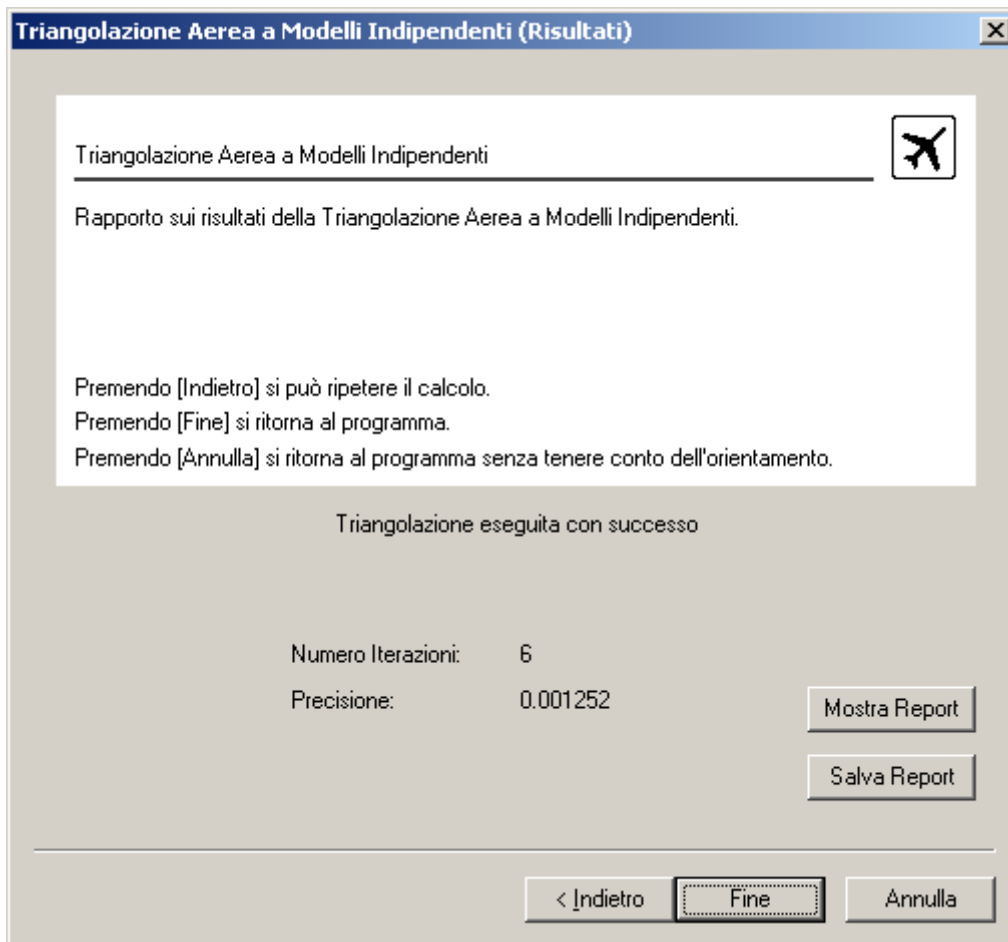 Triangolazione Aerea a Modelli Indipendenti (Risultati)
Triangolazione Aerea a Modelli Indipendenti
Rapporto sui risultati della Triangolazione Aerea a Modelli Indipendenti.
Premendo [Indietro] si può ripetere il calcolo.
Premendo [Fine] si ritorna al programma.
Premendo [Annulla] si ritorna al programma senza tenere conto dell'orientamento.
Triangolazione eseguita con successo
Numero Iterazioni: 6
Precisione: 0.001252
Mostra Report
Salva Report
< Indietro Fine Annulla